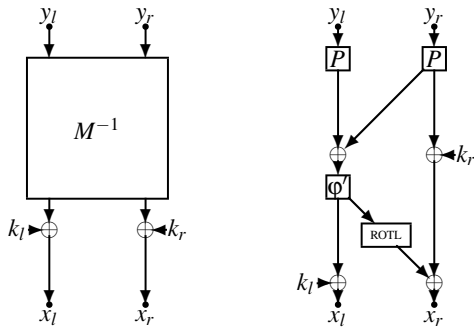 y_l y_r y_l y_r
P P
M^{-1}
k_r
φ′
k_l k_r ROTL
k_l
x_l x_r x_l x_r